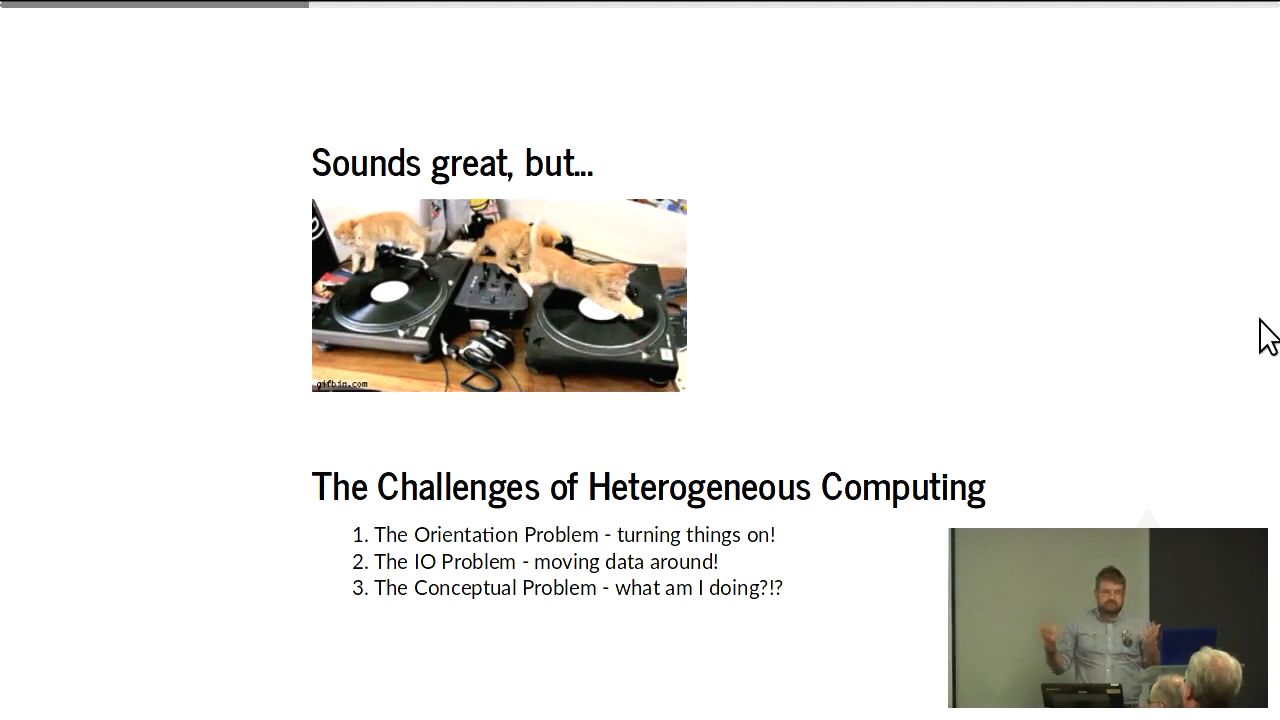 Sounds great, but...
gifbin.com
The Challenges of Heterogeneous Computing
1. The Orientation Problem - turning things on!
2. The IO Problem - moving data around!
3. The Conceptual Problem - what am I doing?!?